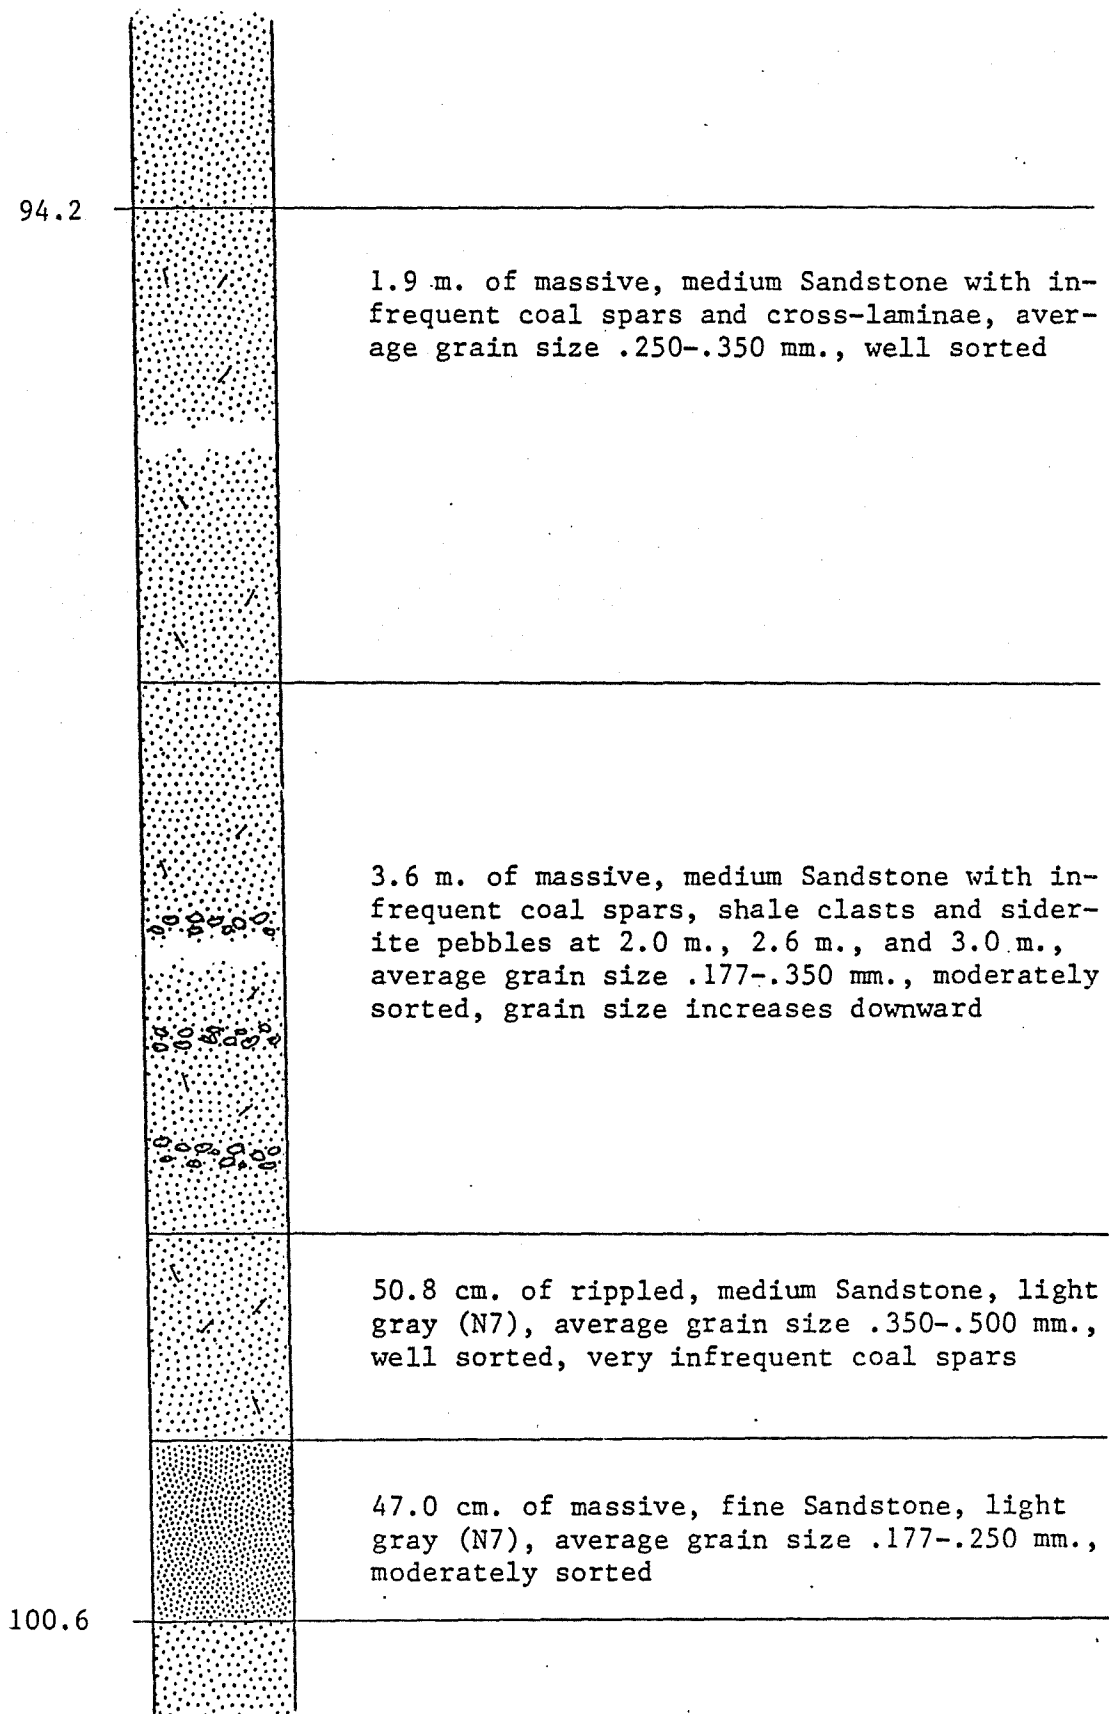 94.2
1.9 m. of massive, medium Sandstone with in-
frequent coal spars and cross-laminae, aver-
age grain size .250-.350 mm., well sorted
3.6 m. of massive, medium Sandstone with in-
frequent coal spars, shale clasts and sider-
ite pebbles at 2.0 m., 2.6 m., and 3.0 m.,
average grain size .177-.350 mm., moderately
sorted, grain size increases downward
50.8 cm. of rippled, medium Sandstone, light
gray (N7), average grain size .350-.500 mm.,
well sorted, very infrequent coal spars
47.0 cm. of massive, fine Sandstone, light
gray (N7), average grain size .177-.250 mm.,
moderately sorted
100.6